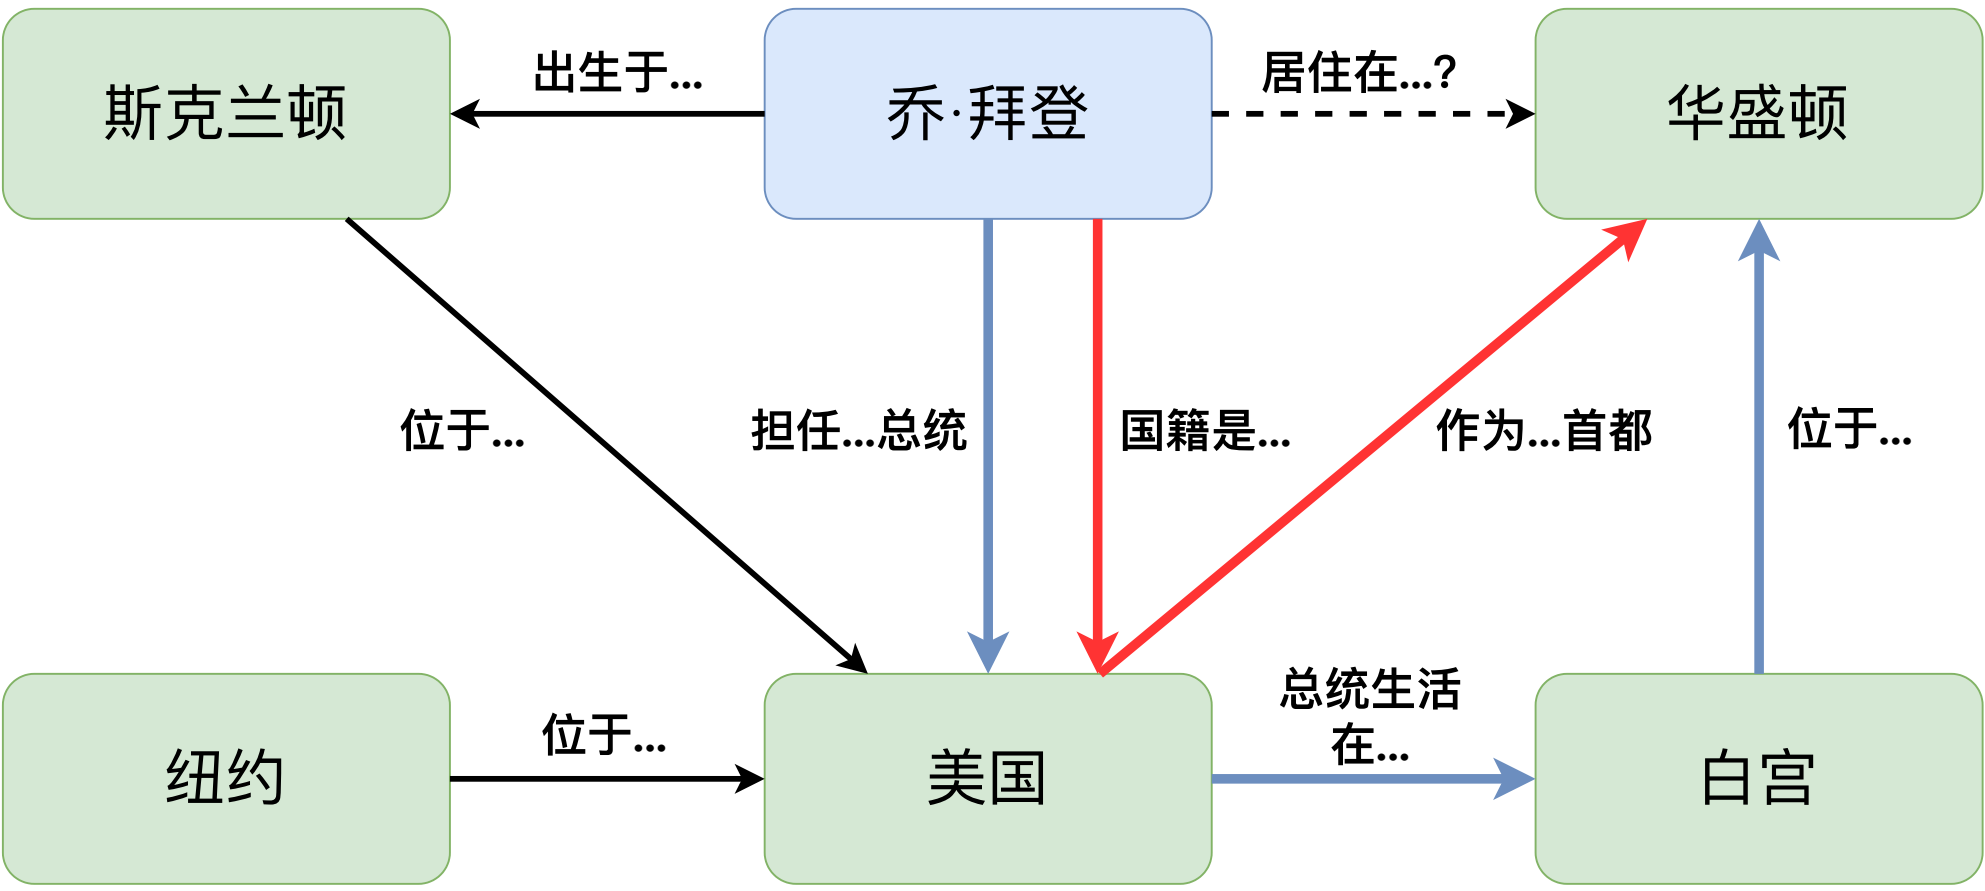 出生于...
居住在...?
斯克兰顿
乔·拜登
华盛顿
位于...
担任...总统
国籍是...
作为...首都
位于...
总统生活
在...
位于...
纽约
美国
白宫